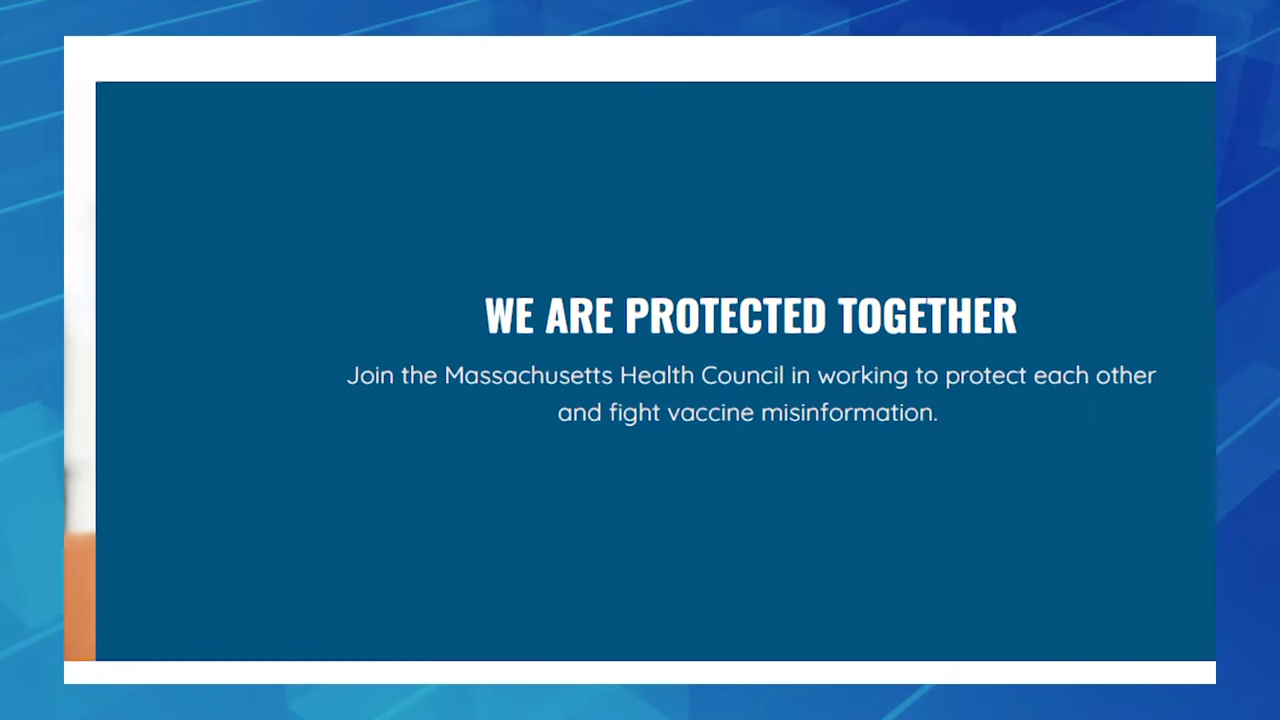 WE ARE PROTECTED TOGETHER
Join the Massachusetts Health Council in working to protect each other
and fight vaccine misinformation.